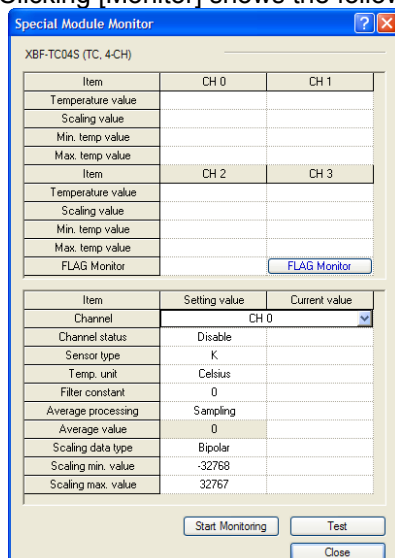 Clicking [Monitor] shows the follow
Special Module Monitor
XBF-TC04S (TC, 4-CH)
Item CH 0 CH 1
Temperature value
Scaling value
Min. temp value
Max. temp value
Item CH 2 CH 3
Temperature value
Scaling value
Min. temp value
Max. temp value
FLAG Monitor FLAG Monitor
Item Setting value Current value
Channel CH 0
Channel status Disable
Sensor type K
Temp. unit Celsius
Filter constant 0
Average processing Sampling
Average value 0
Scaling data type Bipolar
Scaling min. value -32768
Scaling max. value 32767
Start Monitoring Test
Close